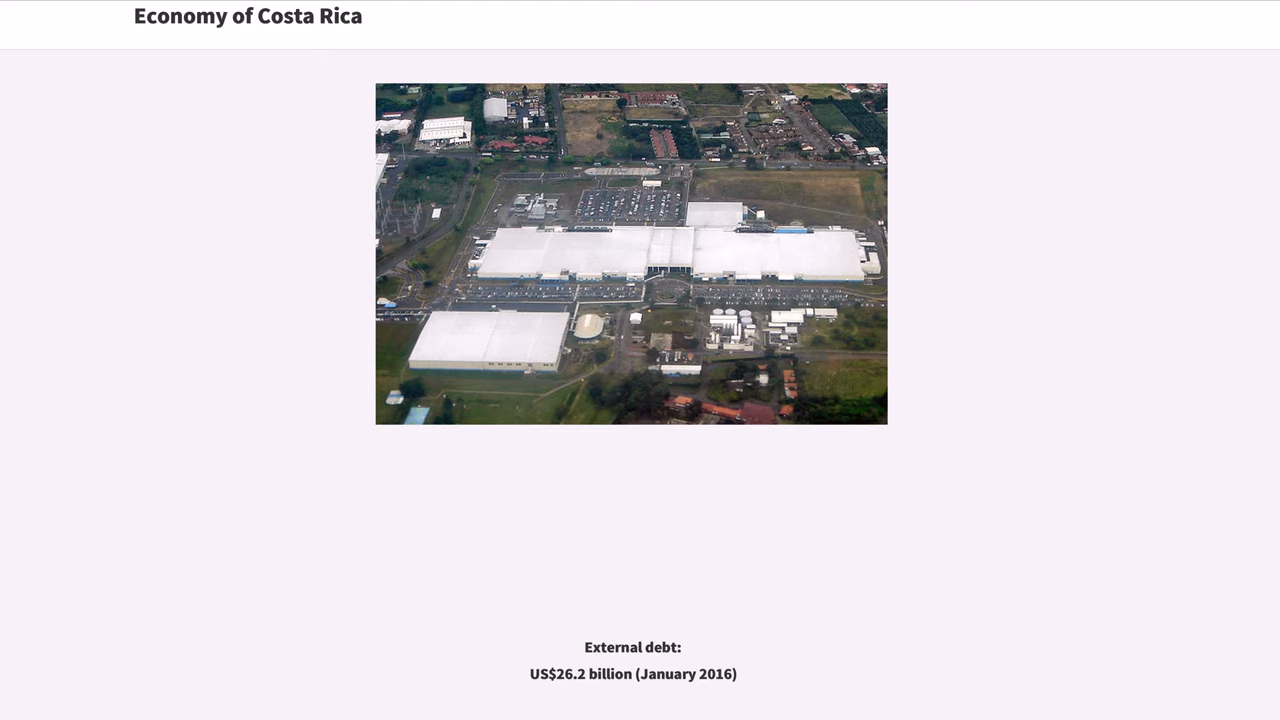 Economy of Costa Rica
External debt:
US$26.2 billion (January 2016)